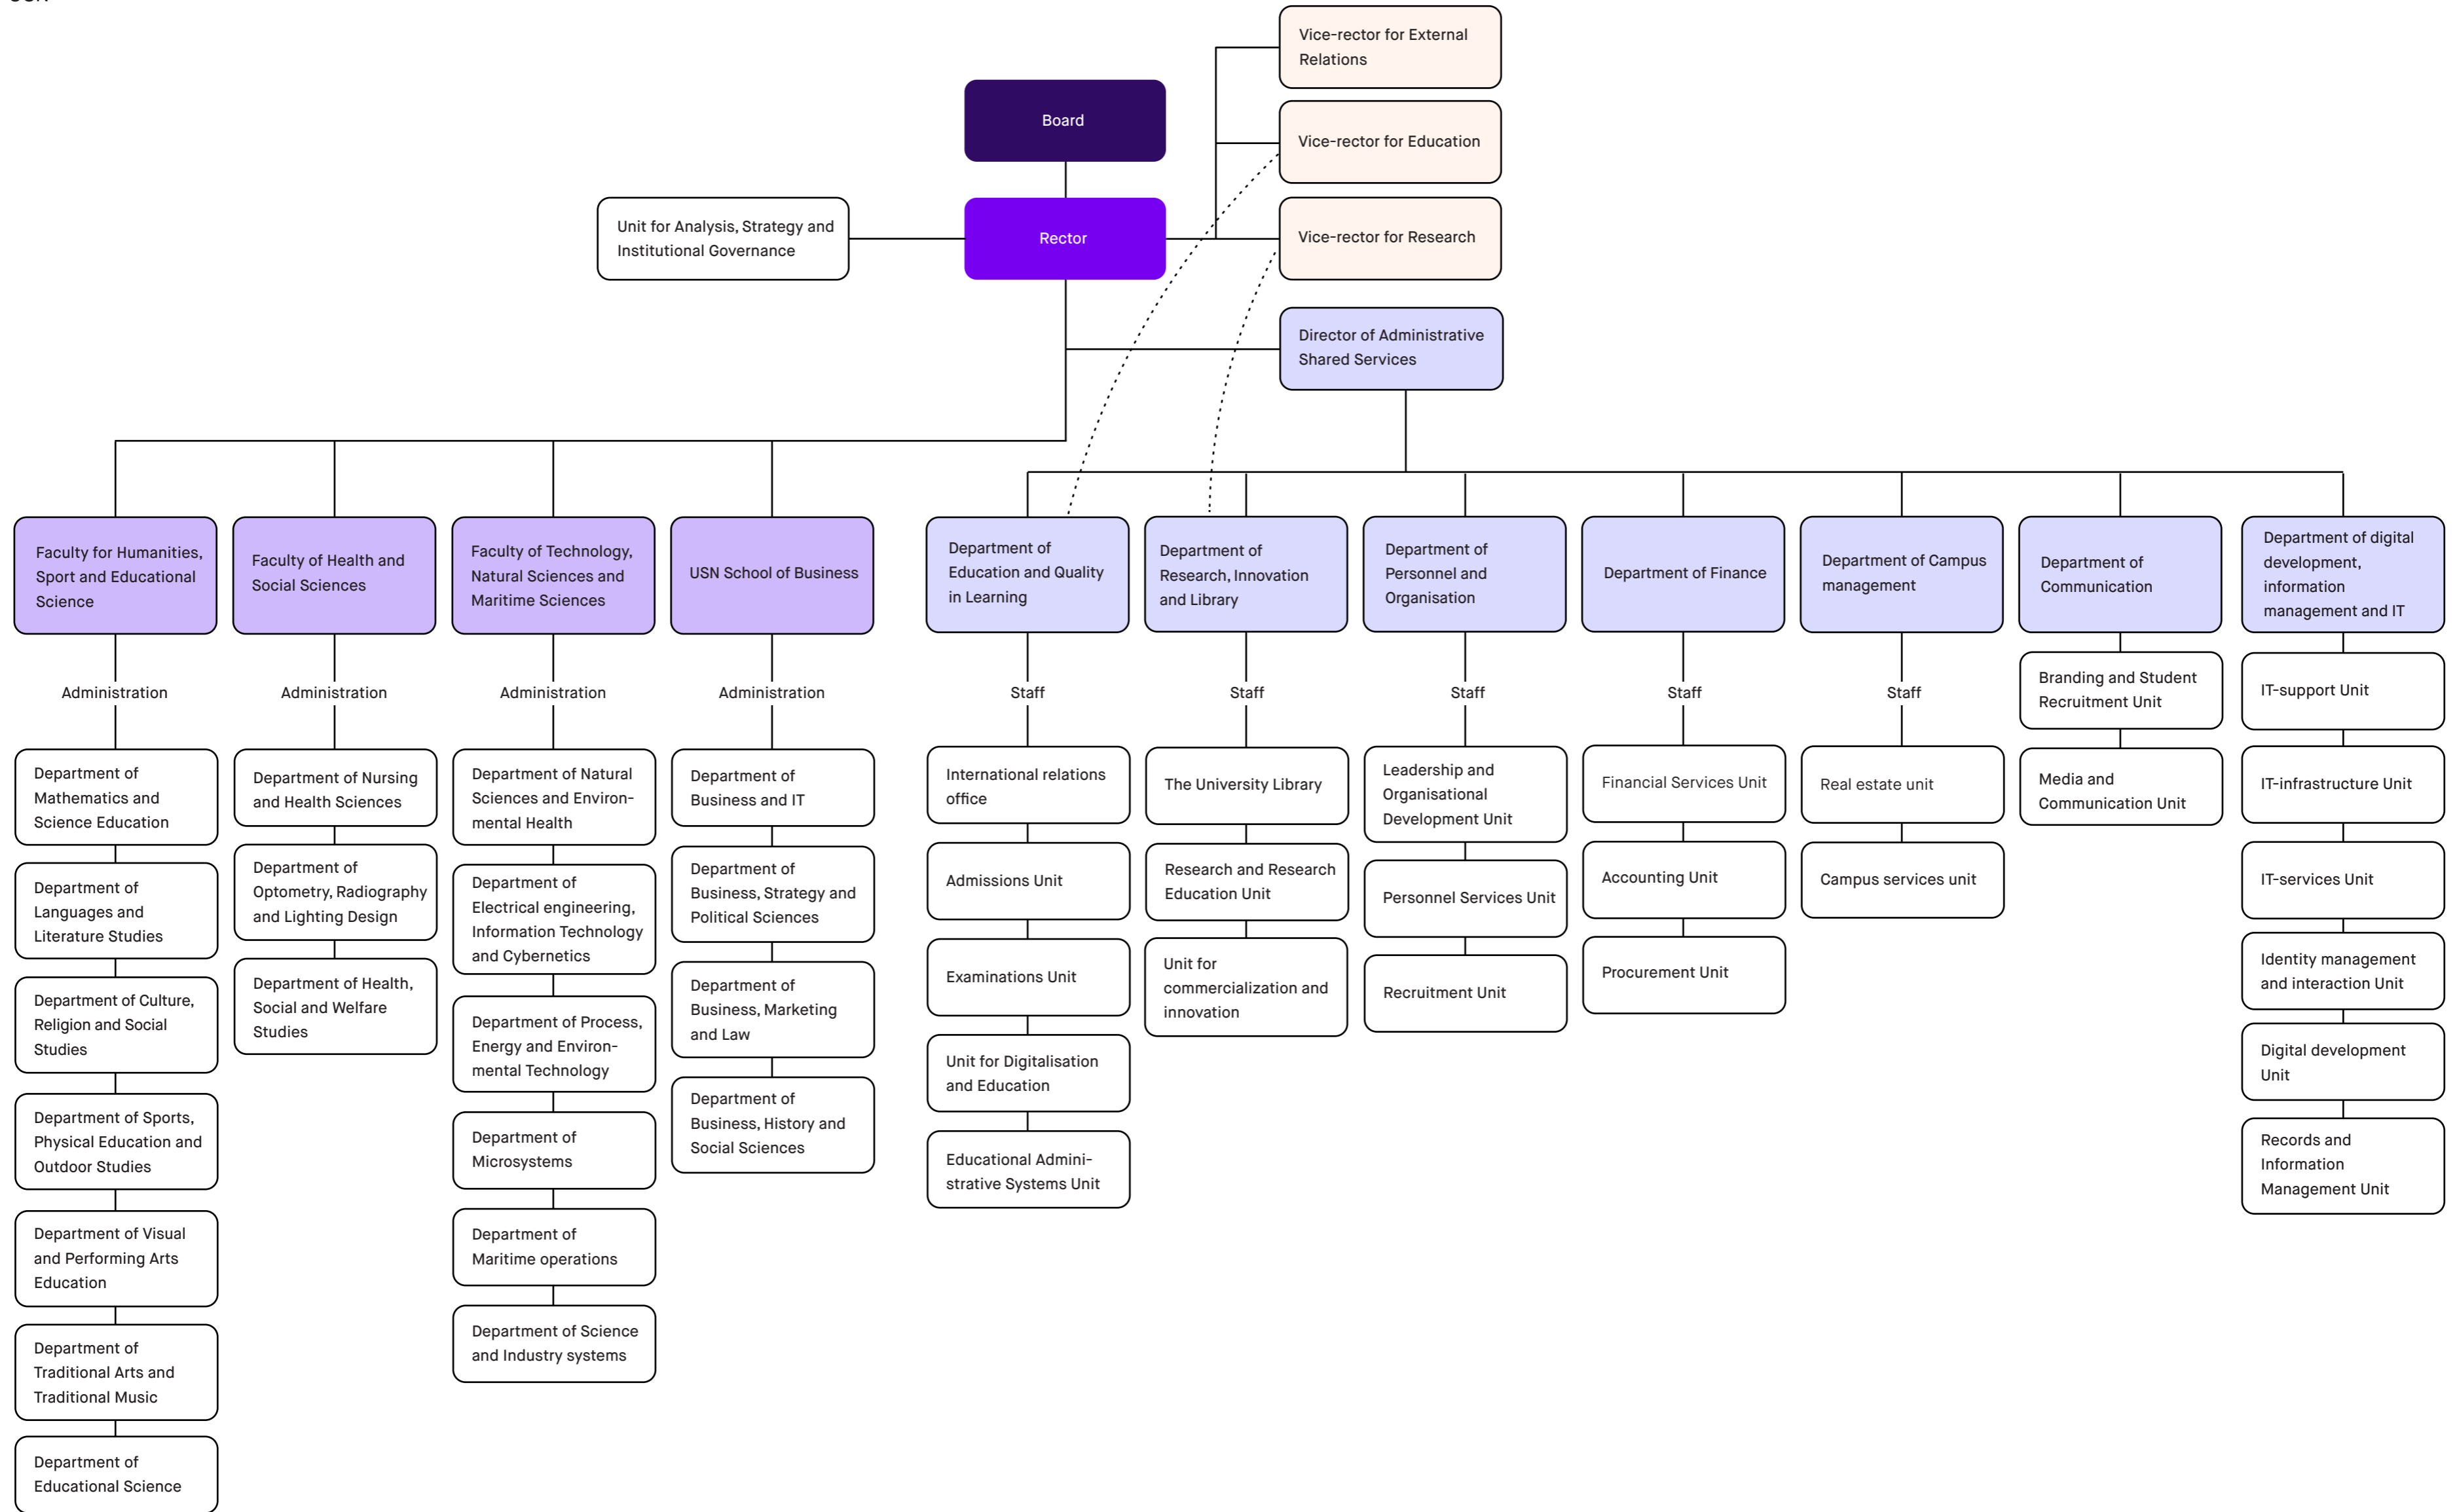 Vice-rector for External
Relations
Board
Vice-rector for Education
Unit for Analysis, Strategy and
Institutional Governance
Rector
Vice-rector for Research
Director of Administrative
Shared Services
Faculty for Humanities,
Sport and Educational
Science
Administration
Department of
Mathematics and
Science Education
Department of
Languages and
Literature Studies
Department of Culture,
Religion and Social
Studies
Department of Sports,
Physical Education and
Outdoor Studies
Department of Visual
and Performing Arts
Education
Department of
Traditional Arts and
Traditional Music
Department of
Educational Science
Faculty of Health and
Social Sciences
Administration
Department of Nursing
and Health Sciences
Department of
Optometry, Radiography
and Lighting Design
Department of Health,
Social and Welfare
Studies
Faculty of Technology,
Natural Sciences and
Maritime Sciences
Administration
Department of Natural
Sciences and Environ-
mental Health
Department of
Electrical engineering,
Information Technology
and Cybernetics
Department of Process,
Energy and Environ-
mental Technology
Department of
Microsystems
Department of
Maritime operations
Department of Science
and Industry systems
USN School of Business
Administration
Department of
Business and IT
Department of
Business, Strategy and
Political Sciences
Department of
Business, Marketing
and Law
Department of
Business, History and
Social Sciences
Department of
Education and Quality
in Learning
Staff
International relations
office
Admissions Unit
Examinations Unit
Unit for Digitalisation
and Education
Educational Admini-
strative Systems Unit
Department of
Research, Innovation
and Library
Staff
The University Library
Research and Research
Education Unit
Unit for
commercialization and
innovation
Department of
Personnel and
Organisation
Staff
Leadership and
Organisational
Development Unit
Personnel Services Unit
Recruitment Unit
Department of Finance
Staff
Financial Services Unit
Accounting Unit
Procurement Unit
Department of Campus
management
Staff
Real estate unit
Campus services unit
Department of
Communication
Branding and Student
Recruitment Unit
Media and
Communication Unit
Department of digital
development,
information
management and IT
IT-support Unit
IT-infrastructure Unit
IT-services Unit
Identity management
and interaction Unit
Digital development
Unit
Records and
Information
Management Unit